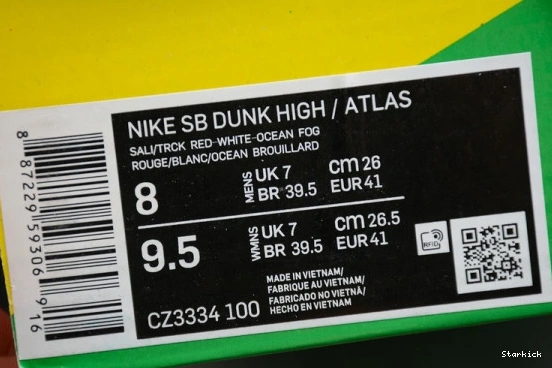 NIKE SB DUNK HIGH / ATLAS
SAIL/TRCK RED-WHITE-OCEAN FOG
ROUGE/BLANC/OCEAN BROUILLARD
8
MENS
UK 7
BR 39.5
cm 26
EUR 41
9.5
WMNS
UK 7
BR 39.5
cm 26.5
EUR 41
RFID
MADE IN VIETNAM/
FABRIQUE AU VIETNAM/
FABRICADO NO VIETNÃ/
HECHO EN VIETNAM
CZ3334 100
8 87229 59306 9 16
Starkick